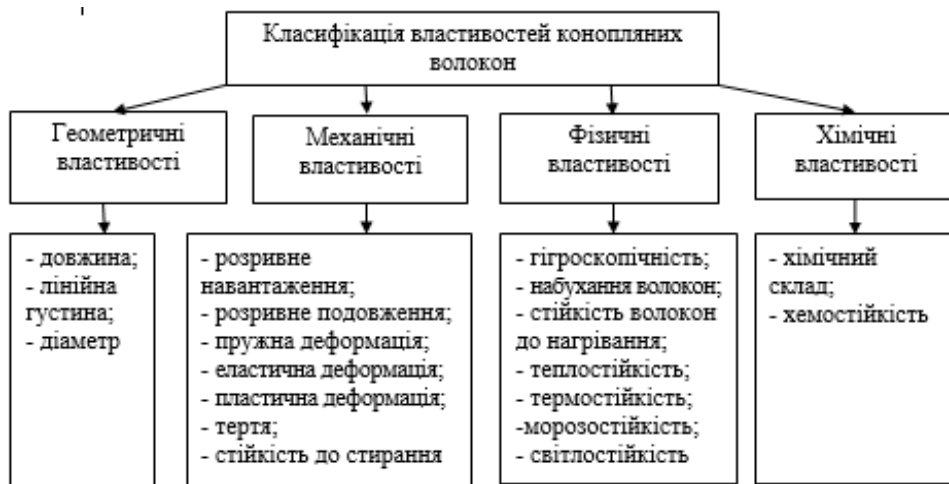 Класифікація властивостей конопляних
волокон
Геометричні
властивості
Механічні
властивості
Фізичні
властивості
Хімічні
властивості
- довжина;
- лінійна
густина;
- діаметр
- розривне
навантаження;
- розривне подовження;
- пружна деформація;
- еластична деформація;
- пластична деформація;
- тертя;
- стійкість до стирання
- гігроскопічність;
- набухання волокон;
- стійкість волокон
до нагрівання;
- теплостійкість;
- термостійкість;
-морозостійкість;
- світлостійкість
- хімічний
склад;
- хемостійкість